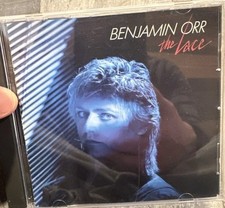 BENJAMIN ORR
the Lace